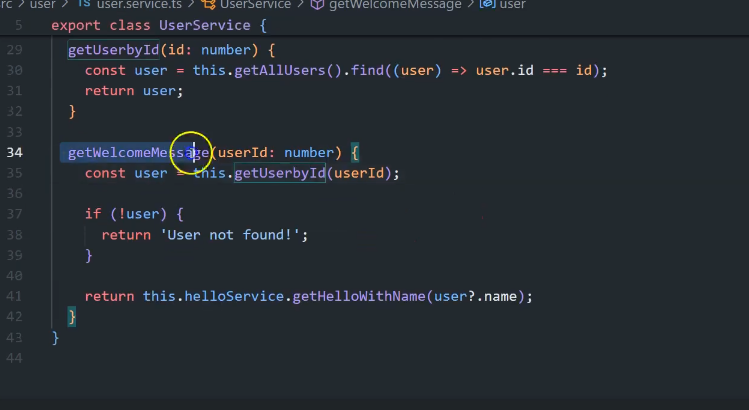 user > TS user.service.ts > UserService > getWelcomeMessage > user
5 export class UserService {
29 getUserbyId(id: number) {
30 const user = this.getAllUsers().find((user) => user.id === id);
31 return user;
32 }
33
34 getWelcomeMessage(userId: number) {
35 const user = this.getUserbyId(userId);
36
37 if (!user) {
38 return 'User not found!';
39 }
40
41 return this.helloService.getHelloWithName(user?.name);
42 }
43 }
44